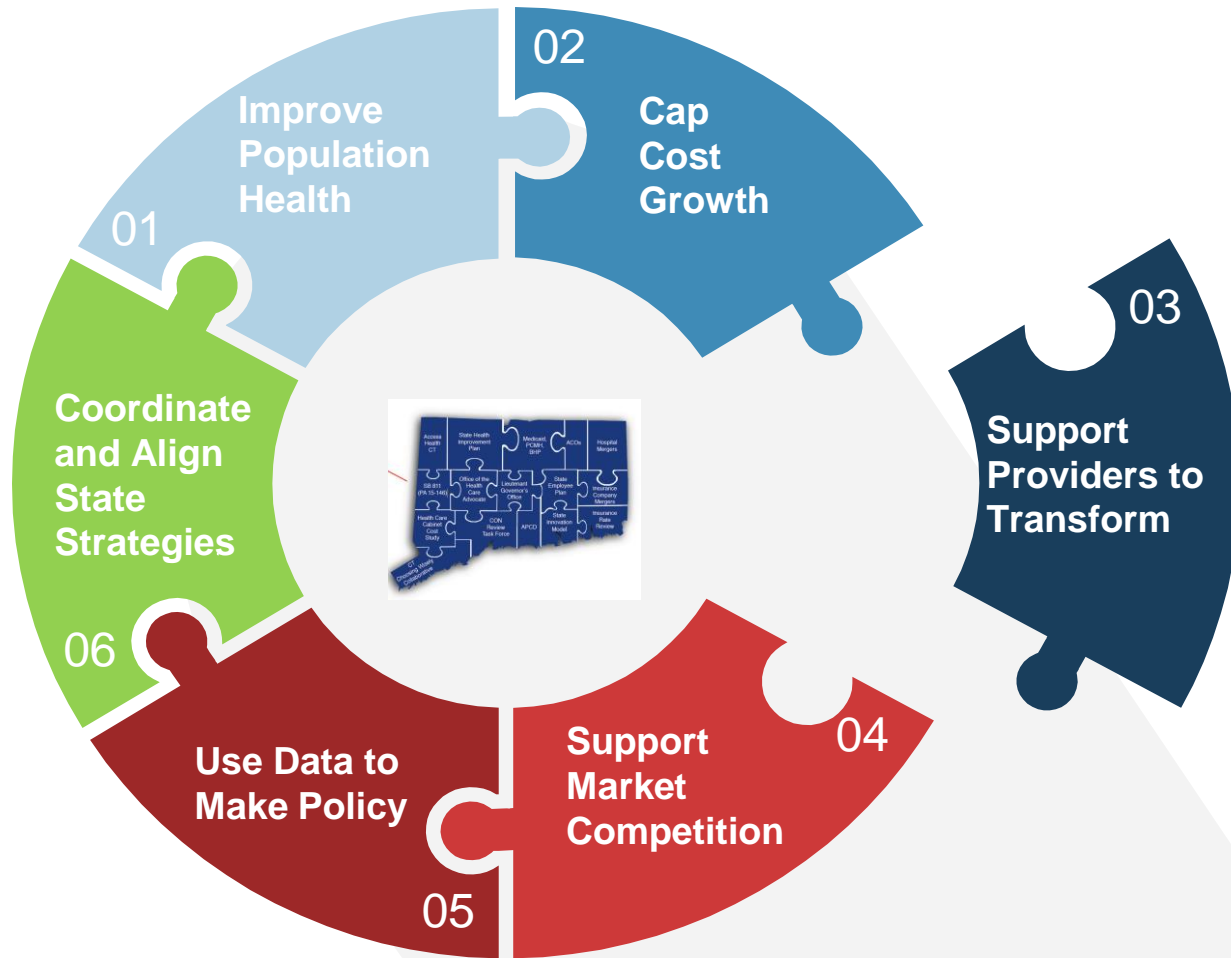 01
Improve
Population
Health
02
Cap
Cost
Growth
03
Support
Providers to
Transform
04
Support
Market
Competition
05
Use Data to
Make Policy
06
Coordinate
and Align
State
Strategies
Access
Health
CT
State Health
Improvement
Plan
Medicaid,
PCMH,
BHP
ACOs
Hospital
Mergers
SB 811
(PA 15-146)
Office of the
Health
Care
Advocate
Lieutenant
Governor's
Office
State
Employee
Plan
Insurance
Company
Mergers
Health Care
Cabinet
Cost
Study
CON
Review
Task Force
APCD
State
Innovation
Model
Insurance
Rate
Review
CT
Choosing Wisely
Collaborative